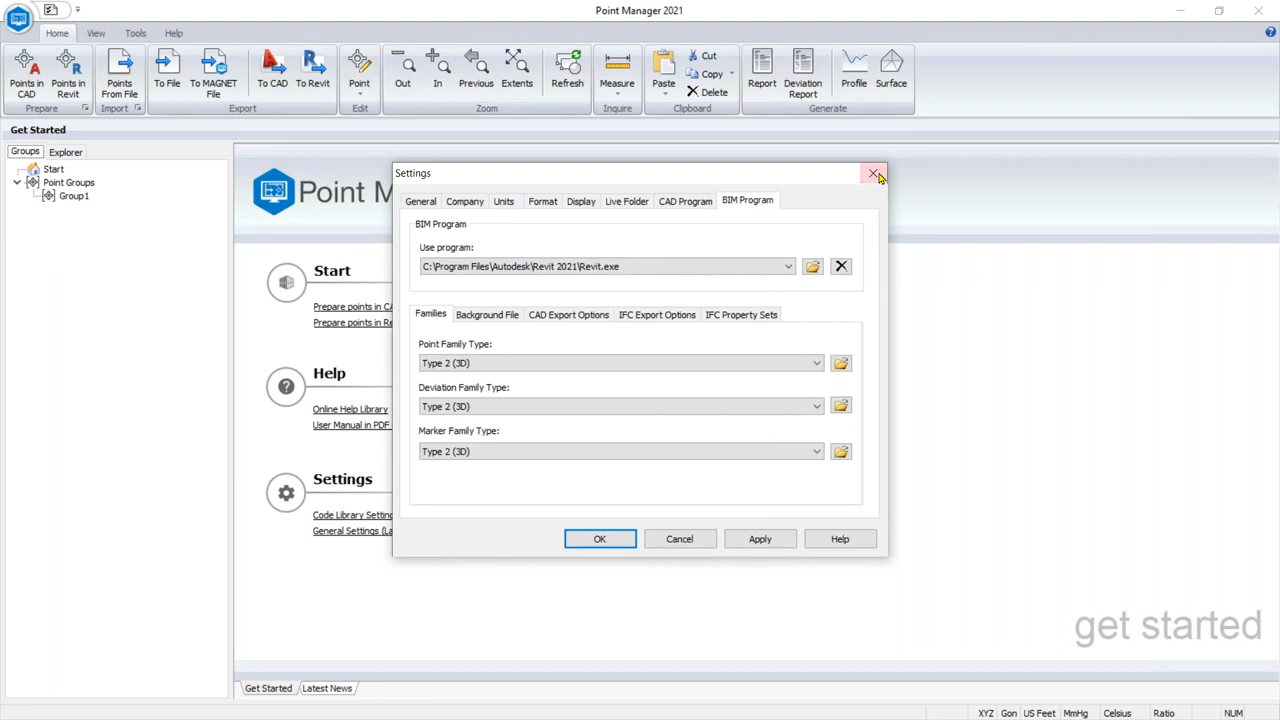 Point Manager 2021
Home View Tools Help
Points in CAD
Points in Revit
Points From File
To File
To MAGNET File
To CAD
To Revit
Point
Out
In
Previous
Extents
Refresh
Measure
Paste
Cut
Copy
Delete
Report
Deviation Report
Profile
Surface
Prepare
Import
Export
Edit
Zoom
Inquire
Clipboard
Generate
Get Started
Groups Explorer
Start
Point Groups
Group1
Point Man
Start
Prepare points in CA
Prepare points in Re
Help
Online Help Library
User Manual in PDF
Settings
Code Library Setting
General Settings (La
Settings
General Company Units Format Display Live Folder CAD Program BIM Program
BIM Program
Use program:
C:\Program Files\Autodesk\Revit 2021\Revit.exe
Families Background File CAD Export Options IFC Export Options IFC Property Sets
Point Family Type:
Type 2 (3D)
Deviation Family Type:
Type 2 (3D)
Marker Family Type:
Type 2 (3D)
OK Cancel Apply Help
get started
Get Started Latest News
XYZ Gon US Feet MmHg Celsius Ratio NUM